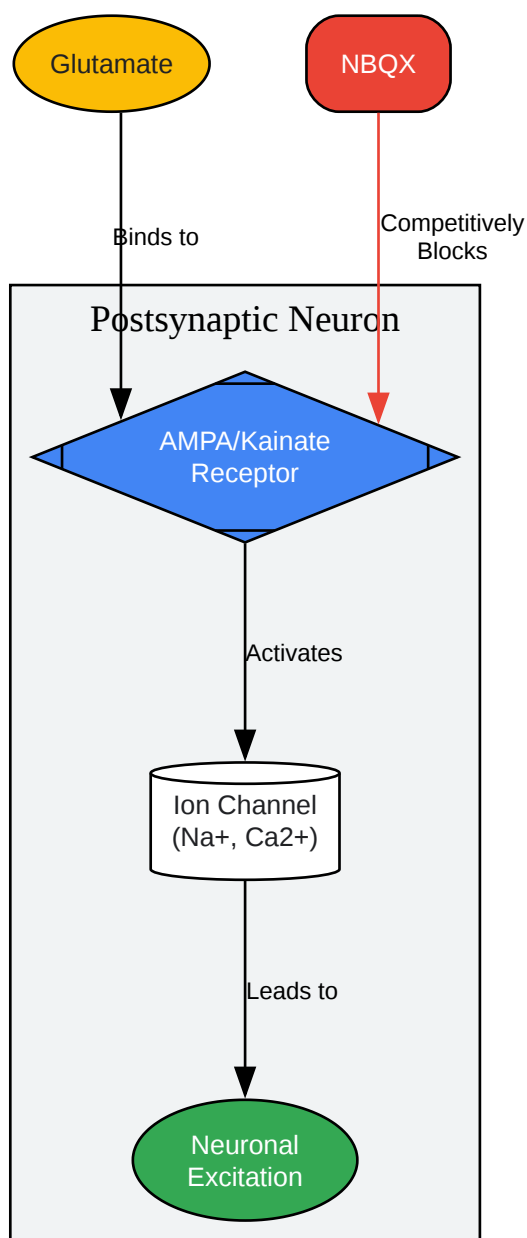 Glutamate
NBQX
Binds to
Competitively
Blocks
Postsynaptic Neuron
AMPA/Kainate
Receptor
Activates
Ion Channel
(Na+, Ca2+)
Leads to
Neuronal
Excitation